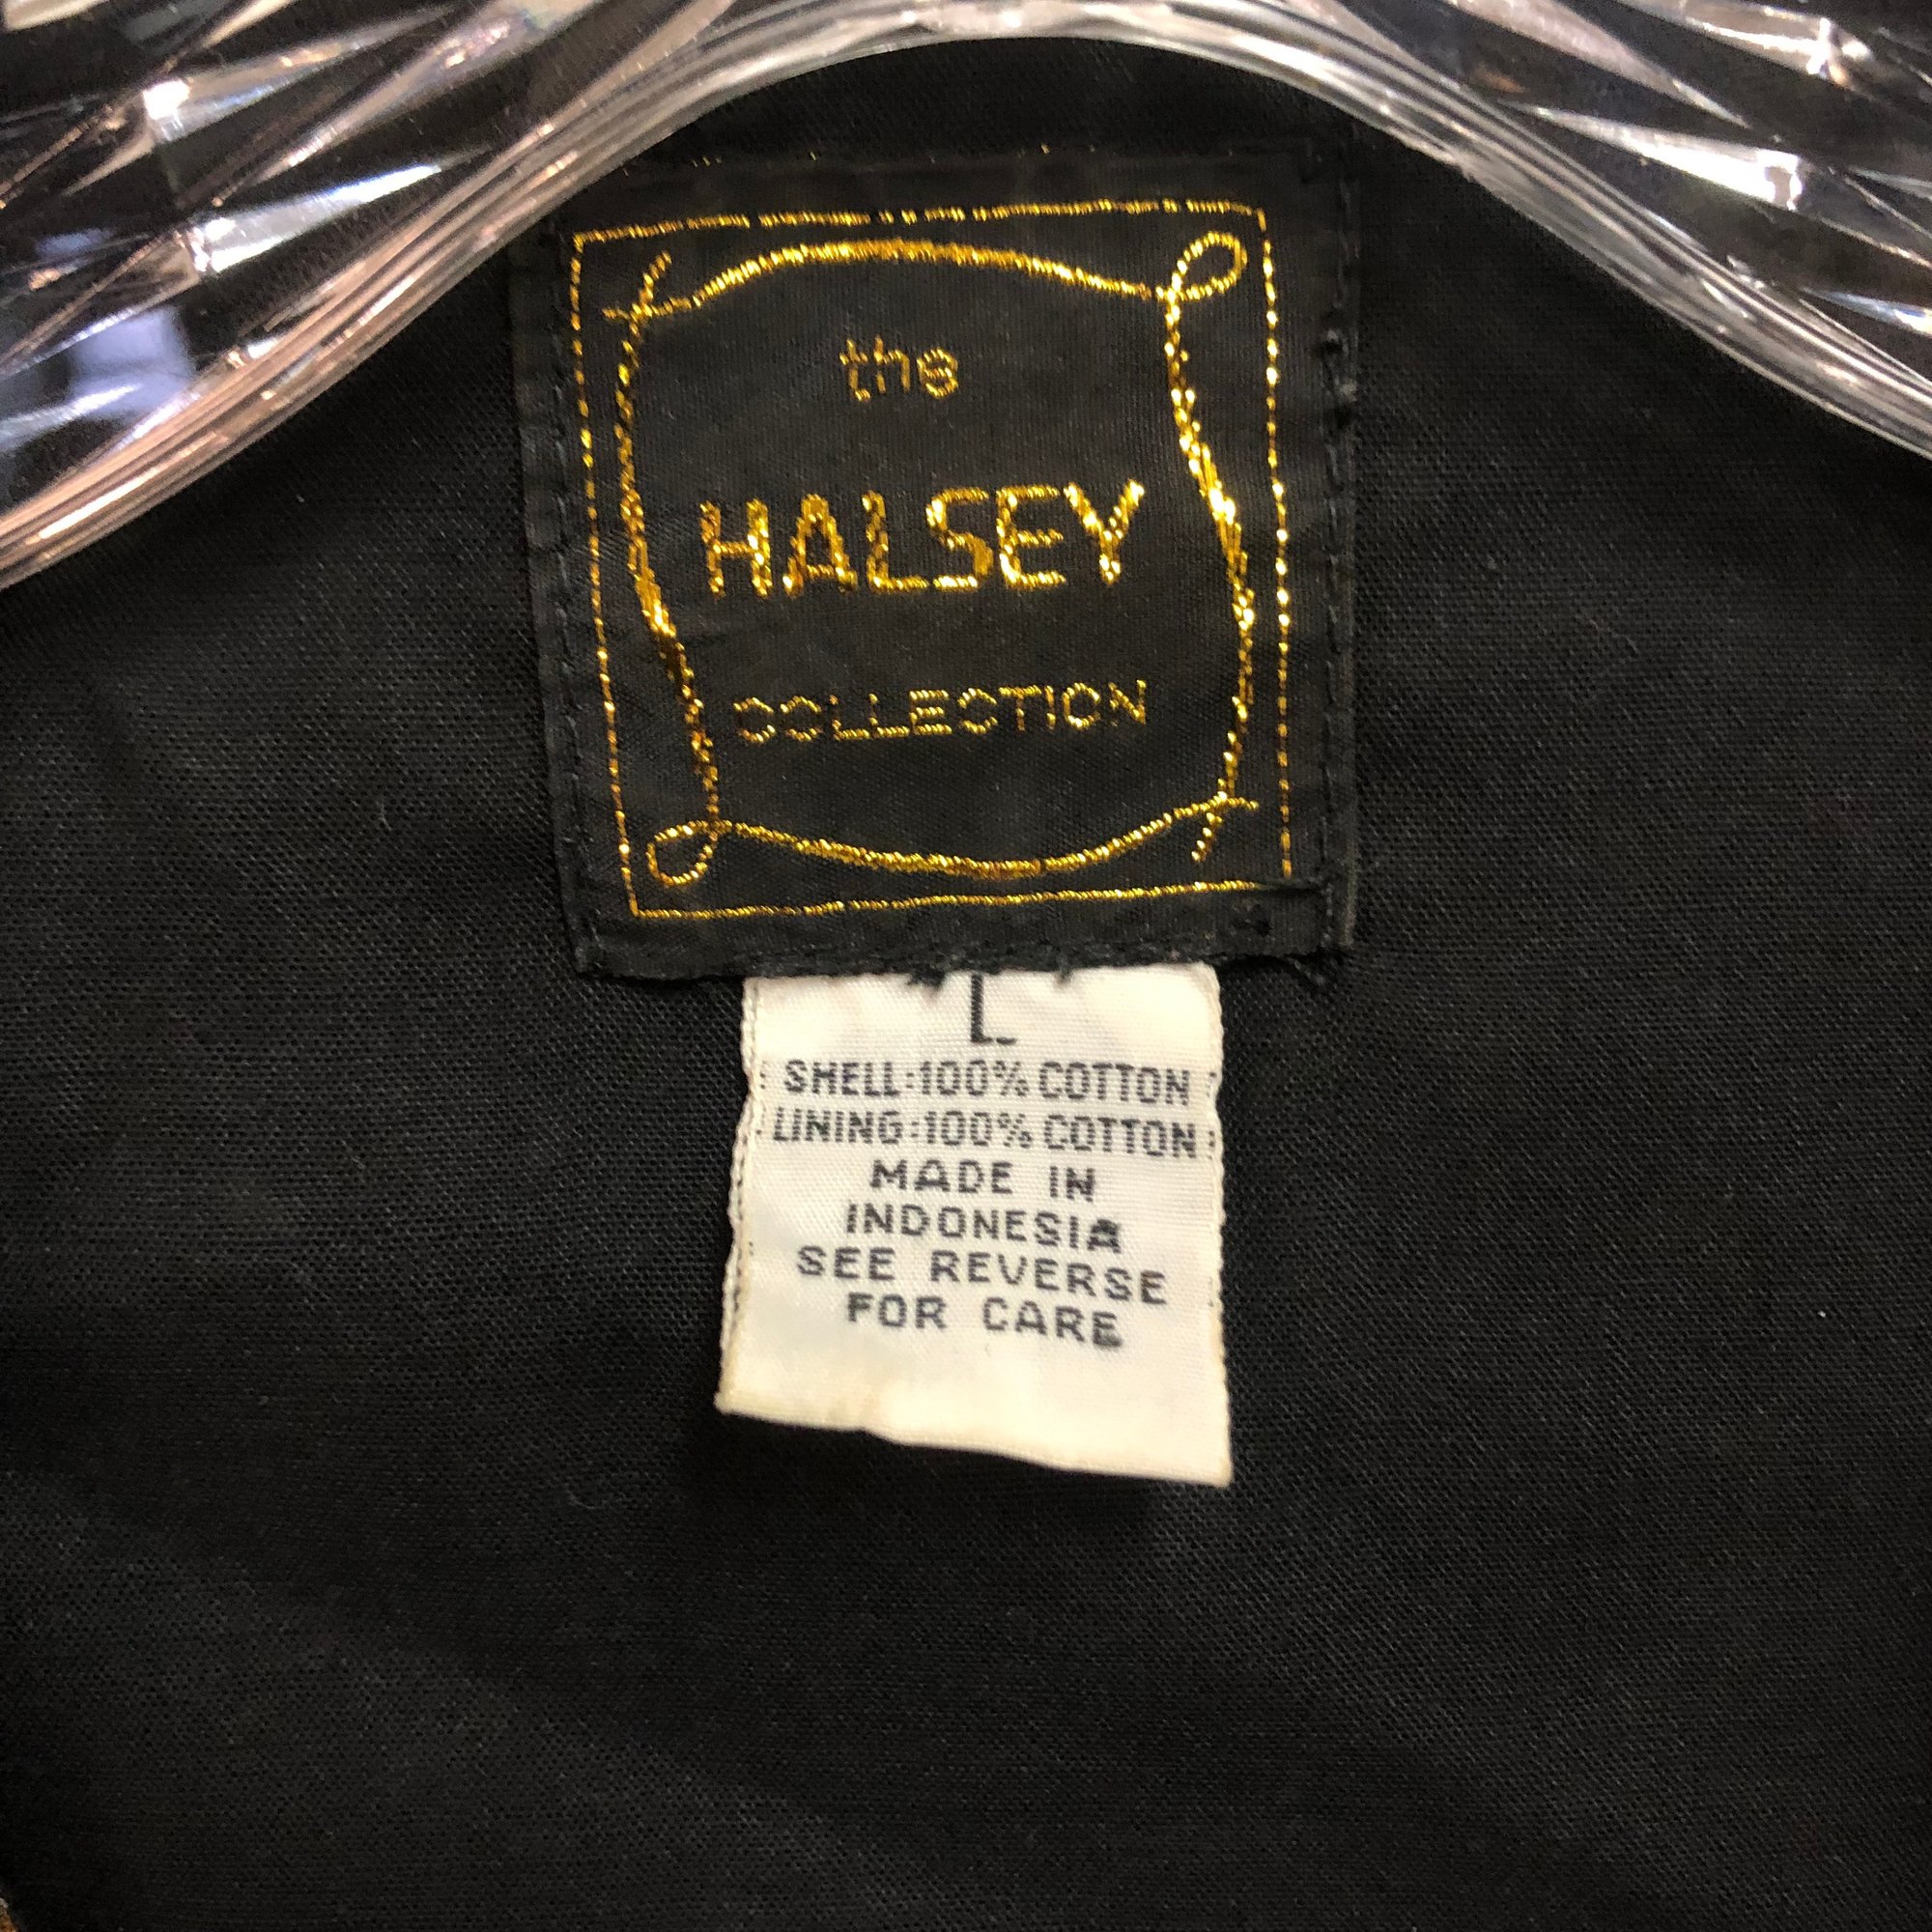 the
HALSEY
COLLECTION
L
SHELL:100% COTTON
LINING:100% COTTON
MADE IN
INDONESIA
SEE REVERSE
FOR CARE